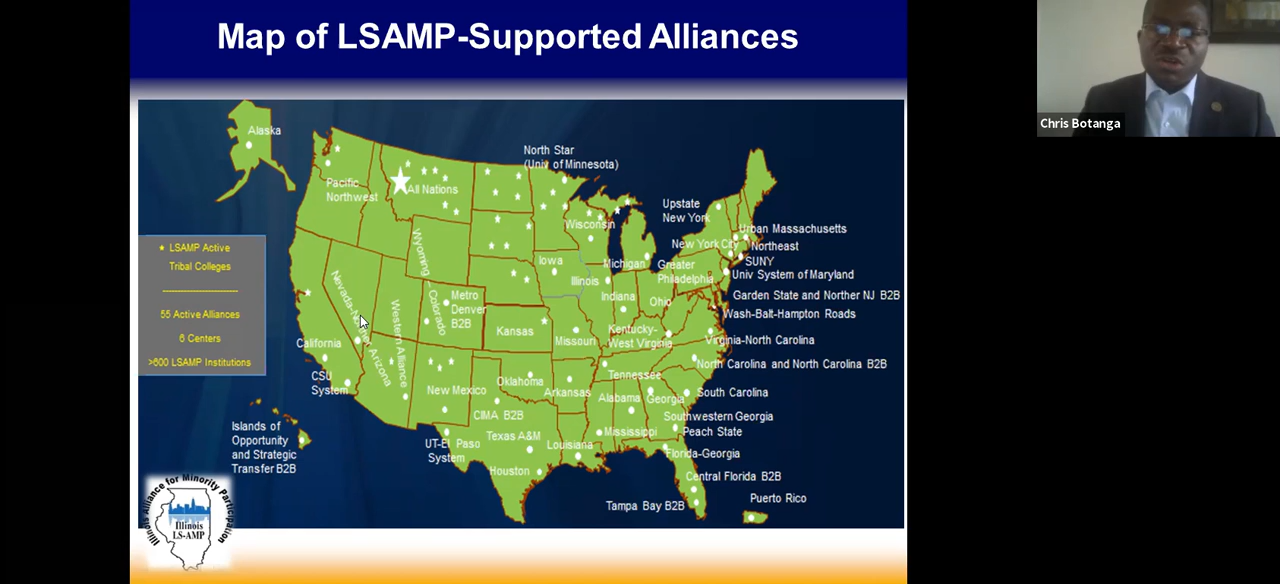 Map of LSAMP-Supported Alliances
Chris Botanga
Alaska
North Star
(Univ of Minnesota)
Pacific
Northwest
All Nations
Upstate
New York
Wisconsin
Urban Massachusetts
New York City
Northeast
★ LSAMP Active
Tribal Colleges
55 Active Alliances
6 Centers
>600 LSAMP Institutions
Wyoming - Colorado
Iowa
Michigan
Greater
Philadelphia
SUNY
Univ System of Maryland
Illinois
Indiana
Ohio
Garden State and Norther NJ B2B
Metro
Denver
B2B
Wash-Balt-Hampton Roads
Nevada-Norther Arizona
Western Alliance
Kansas
Missouri
Kentucky-
West Virginia
Virginia-North Carolina
California
North Carolina and North Carolina B2B
CSU
System
New Mexico
Oklahoma
Arkansas
Tennessee
Alabama
Georgia
South Carolina
CIMA B2B
Southwestern Georgia
Islands of
Opportunity
and Strategic
Transfer B2B
UT-El Paso
System
Texas A&M
Louisiana
Mississippi
Peach State
Florida-Georgia
Houston
Central Florida B2B
Tampa Bay B2B
Puerto Rico
Illinois Alliance for Minority Participation
Illinois
LS-AMP